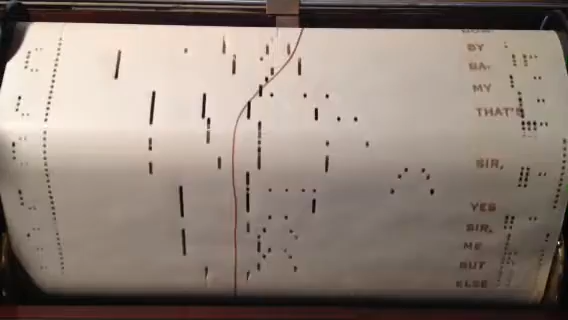 BY
BA-
MY
THAT'S
SIR,
YES
SIR,
ME
BUT
ELSE